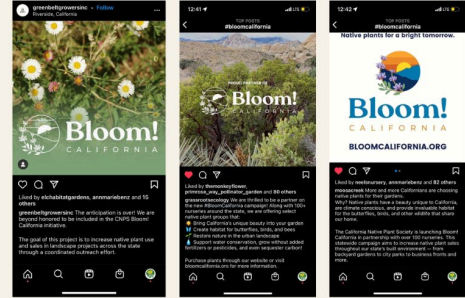 greenbeltgrowersinc • Follow
Riverside, California
Bloom!
CALIFORNIA
Liked by elchabitatgardens, annmariebenz and 15
others
greenbeltgrowersinc The anticipation is over! We are
beyond honored to be included in the CNPS Bloom!
California initiative.
The goal of this project is to increase native plant use
and sales in landscape projects across the state
through a coordinated outreach effort.
12:41
LTE
TOP POSTS
#bloomcalifornia
PROUD PARTNER OF
Bloom!
CALIFORNIA
Liked by themonkeyflower,
primrose_way_pollinator_garden and 80 others
grassrootsecology We are thrilled to be a partner on
the new #BloomCalifornia campaign! Along with 100+
nurseries around the state, we are offering select
native plant groups that:
Bring California's unique beauty into your garden
Create habitat for butterflies, birds, and bees
Restore nature in the urban landscape
Support water conservation, grow without added
fertilizers or pesticides, and even sequester carbon!
Purchase plants through our website or visit
bloomcalifornia.org for more information.
12:42
LTE
TOP POSTS
#bloomcalifornia
Native plants for a bright tomorrow.
Bloom!
CALIFORNIA
BLOOMCALIFORNIA.ORG
Liked by neelanursery, annmariebenz and 82 others
moosacreek More and more Californians are choosing
native plants for their gardens.
Why? Native plants have a beauty unique to California,
are climate conscious, and provide invaluable habitat
for the butterflies, birds, and other wildlife that share
our home.
The California Native Plant Society is launching Bloom!
California in partnership with over 100 nurseries. This
statewide campaign aims to increase native plant sales
throughout our state's built environment — from
backyard gardens to city parks to business fronts and
more.